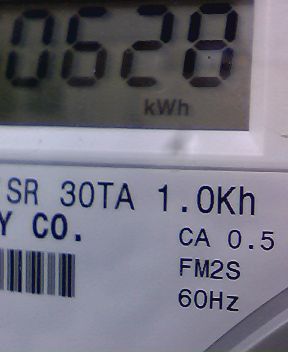 0628
kWh
SR 30TA 1.0Kh
Y CO.
CA 0.5
FM2S
60Hz